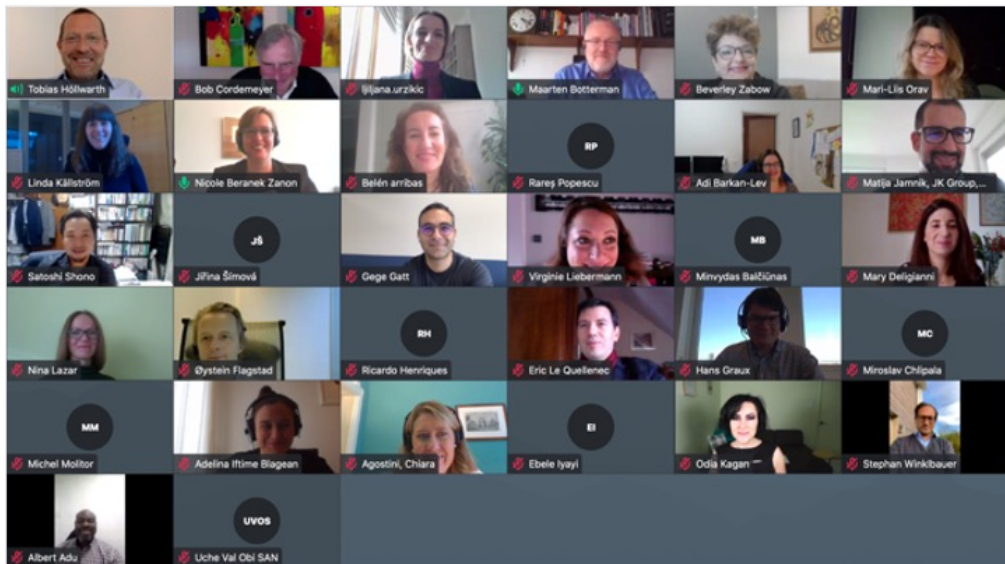 Tobias Höllwarth
Bob Cordemeyer
ljiljana.urzikic
Maarten Botterman
Beverley Zabow
Mari-Liis Orav
Linda Källström
Nicole Beranek Zanon
Belén arribas
RP
Rareş Popescu
Adi Barkan-Lev
Matija Jamnik, JK Group,...
Satoshi Shono
JŠ
Jiřina Šímová
Gege Gatt
Virginie Liebermann
MB
Minvydas Balčiūnas
Mary Deligianni
Nina Lazar
Øystein Flagstad
RH
Ricardo Henriques
Eric Le Quellenec
Hans Graux
MC
Miroslav Chlipala
MM
Michel Molitor
Adelina Iftime Blagean
Agostini, Chiara
EI
Ebele Iyayi
Odia Kagan
Stephan Winklbauer
Albert Adu
UVOS
Uche Val Obi SAN